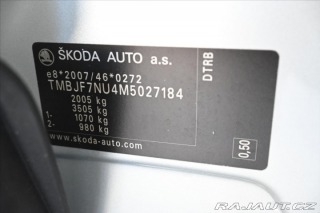 ŠKODA AUTO a.s.
e8*2007/46*0272
TMBJF7NU4M5027184
2005 kg
3505 kg
1- 1070 kg
2- 980 kg
www.skoda-auto.com
DTRB
0,50
RAJAUT.CZ